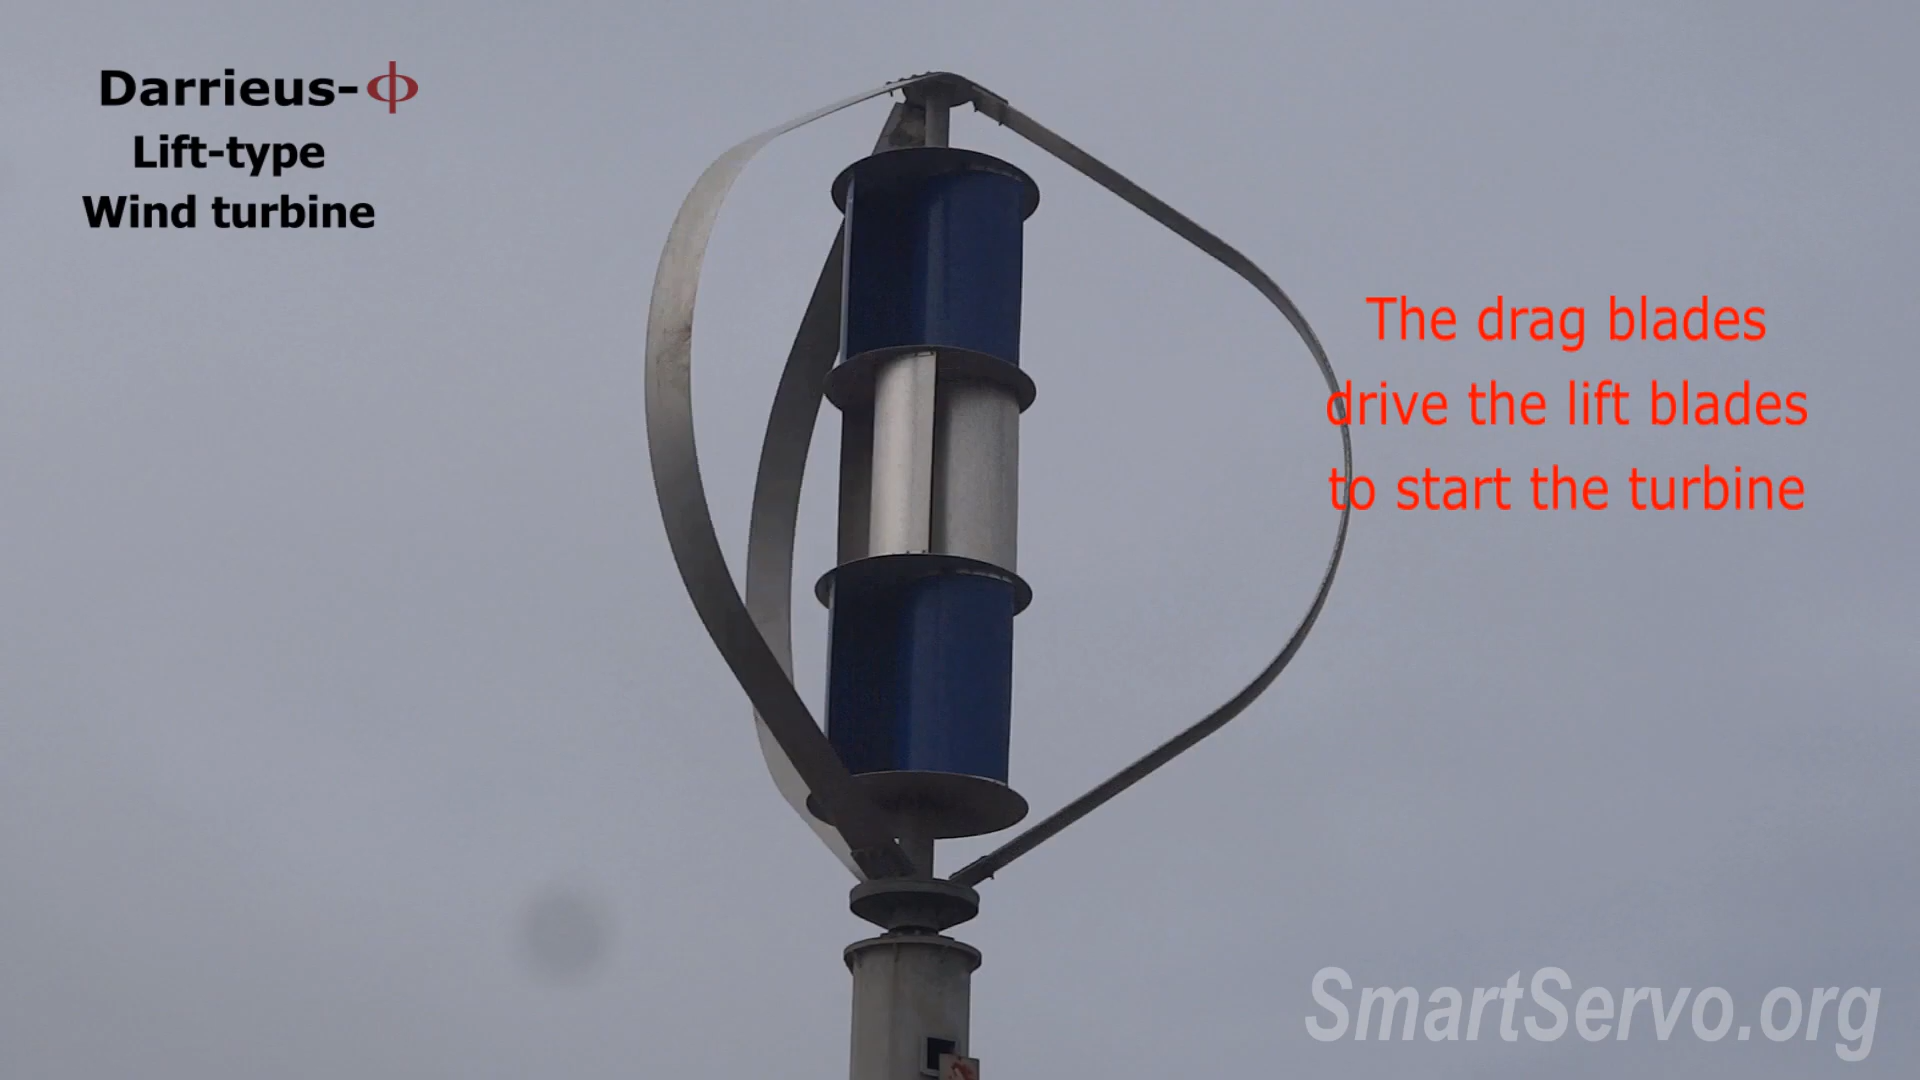 Darrieus-Φ
Lift-type
Wind turbine
The drag blades
drive the lift blades
to start the turbine
SmartServo.org